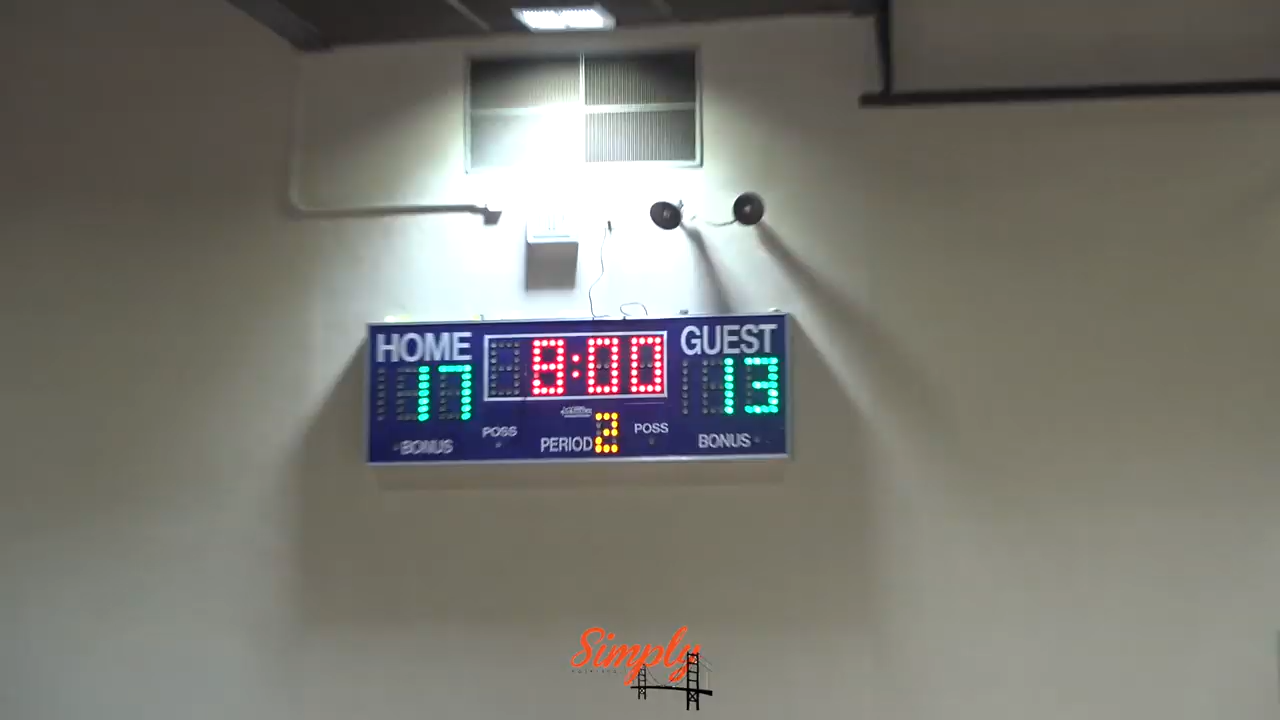 HOME 8:00 GUEST
17 13
POSS PERIOD 2 POSS
BONUS BONUS
Simply